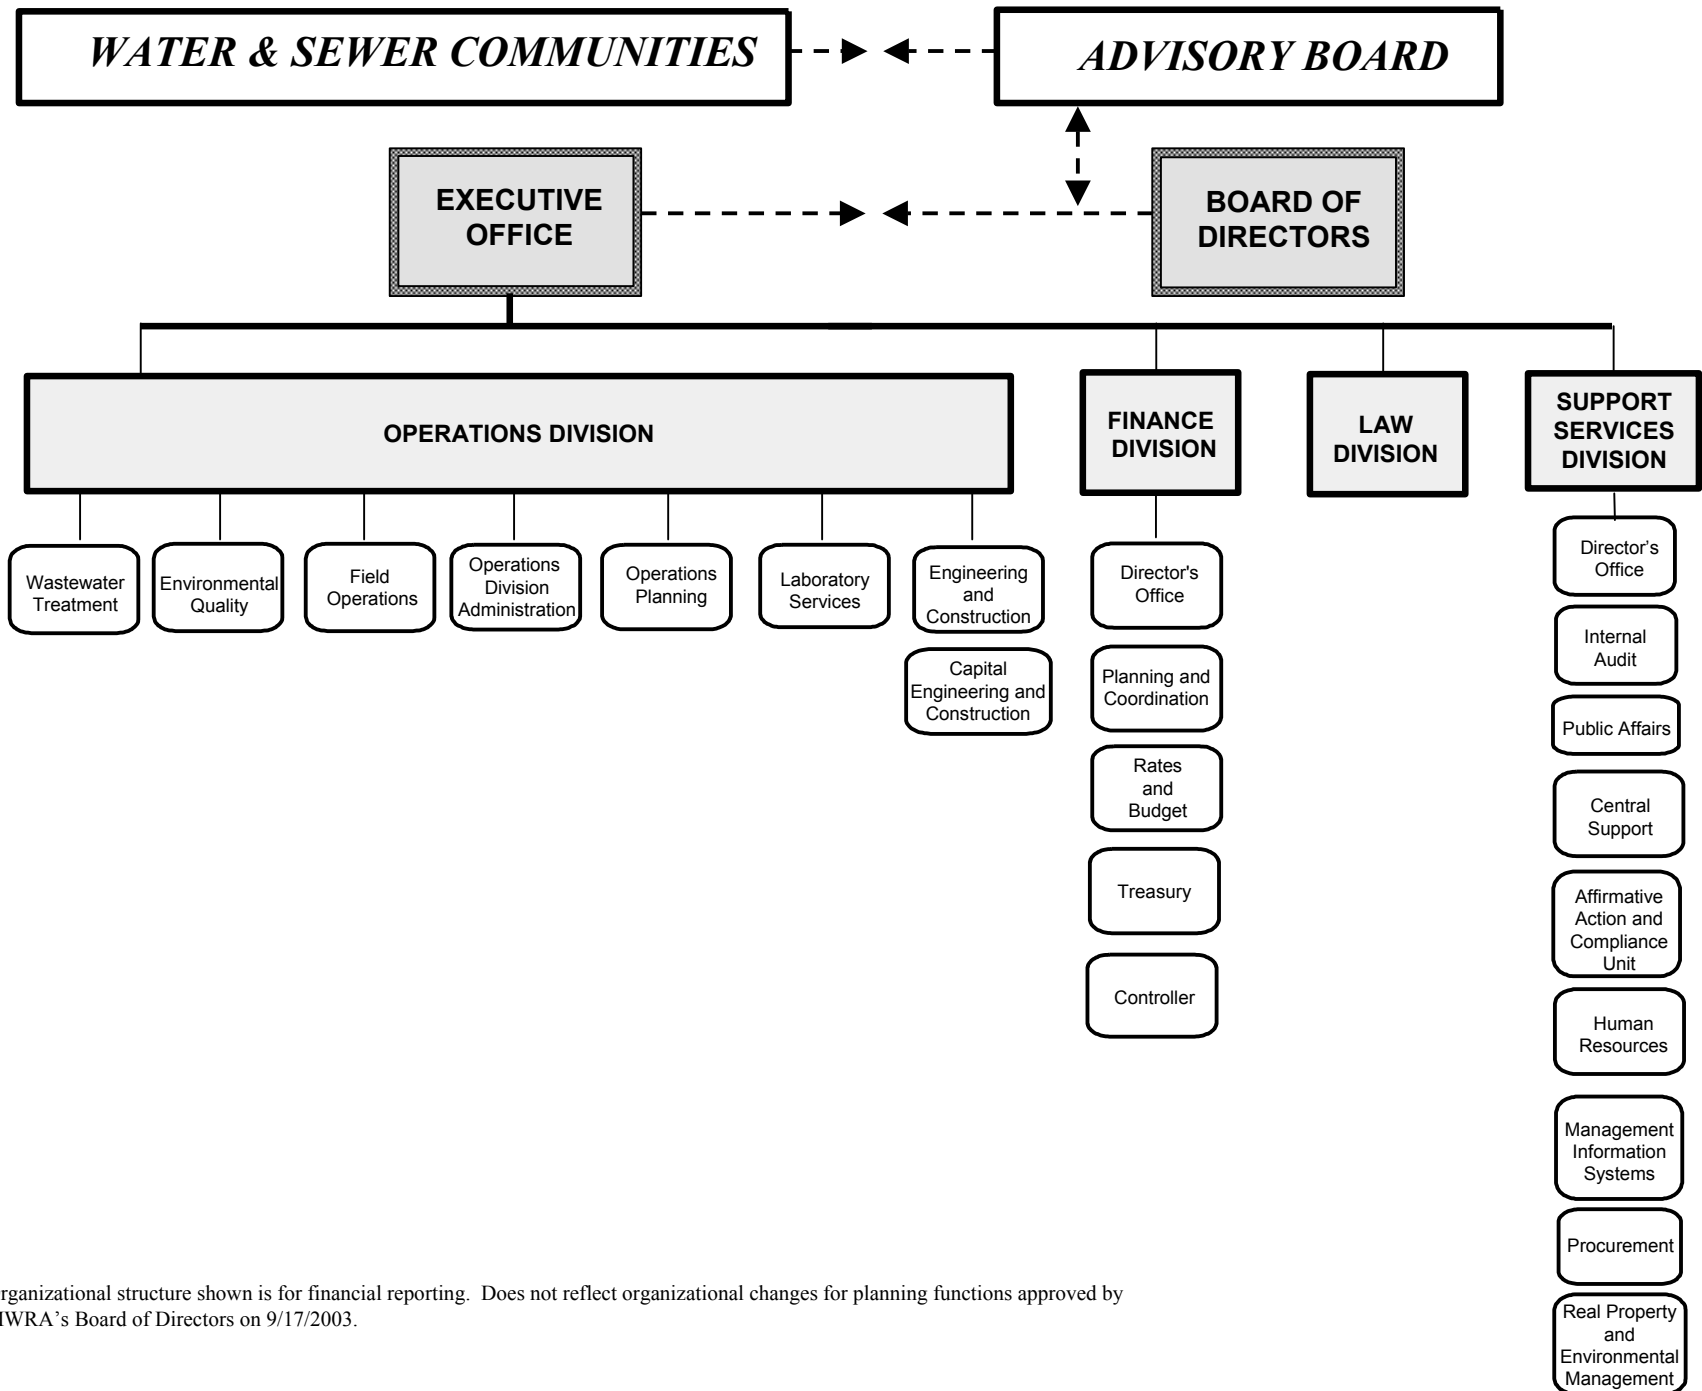 WATER & SEWER COMMUNITIES
ADVISORY BOARD
EXECUTIVE
OFFICE
BOARD OF
DIRECTORS
OPERATIONS DIVISION
FINANCE
DIVISION
LAW
DIVISION
SUPPORT
SERVICES
DIVISION
Wastewater
Treatment
Environmental
Quality
Field
Operations
Operations
Division
Administration
Operations
Planning
Laboratory
Services
Engineering
and
Construction
Capital
Engineering and
Construction
Director's
Office
Planning and
Coordination
Rates
and
Budget
Treasury
Controller
Director’s
Office
Internal
Audit
Public Affairs
Central
Support
Affirmative
Action and
Compliance
Unit
Human
Resources
Management
Information
Systems
Procurement
Real Property
and
Environmental
Management
rganizational structure shown is for financial reporting. Does not reflect organizational changes for planning functions approved by
IWRA’s Board of Directors on 9/17/2003.